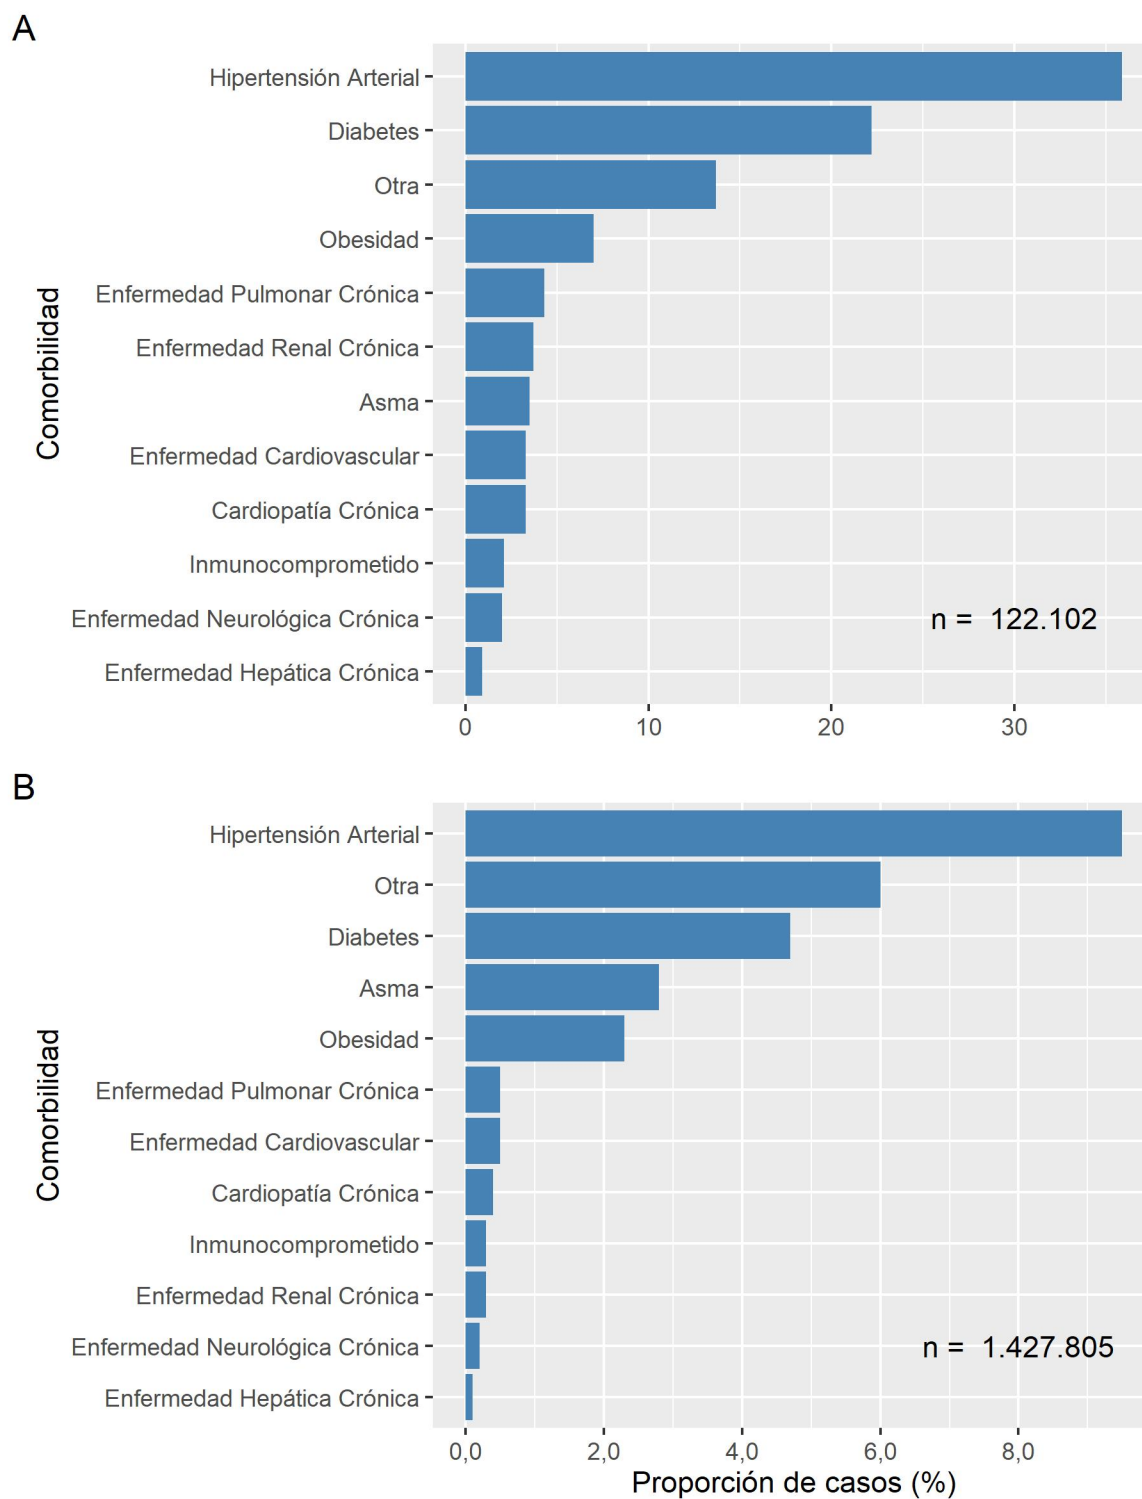 A
Comorbilidad
Hipertensión Arterial
Diabetes
Otra
Obesidad
Enfermedad Pulmonar Crónica
Enfermedad Renal Crónica
Asma
Enfermedad Cardiovascular
Cardiopatía Crónica
Inmunocomprometido
Enfermedad Neurológica Crónica
Enfermedad Hepática Crónica
n = 122.102
0 10 20 30
B
Comorbilidad
Hipertensión Arterial
Otra
Diabetes
Asma
Obesidad
Enfermedad Pulmonar Crónica
Enfermedad Cardiovascular
Cardiopatía Crónica
Inmunocomprometido
Enfermedad Renal Crónica
Enfermedad Neurológica Crónica
Enfermedad Hepática Crónica
n = 1.427.805
0,0 2,0 4,0 6,0 8,0
Proporción de casos (%)